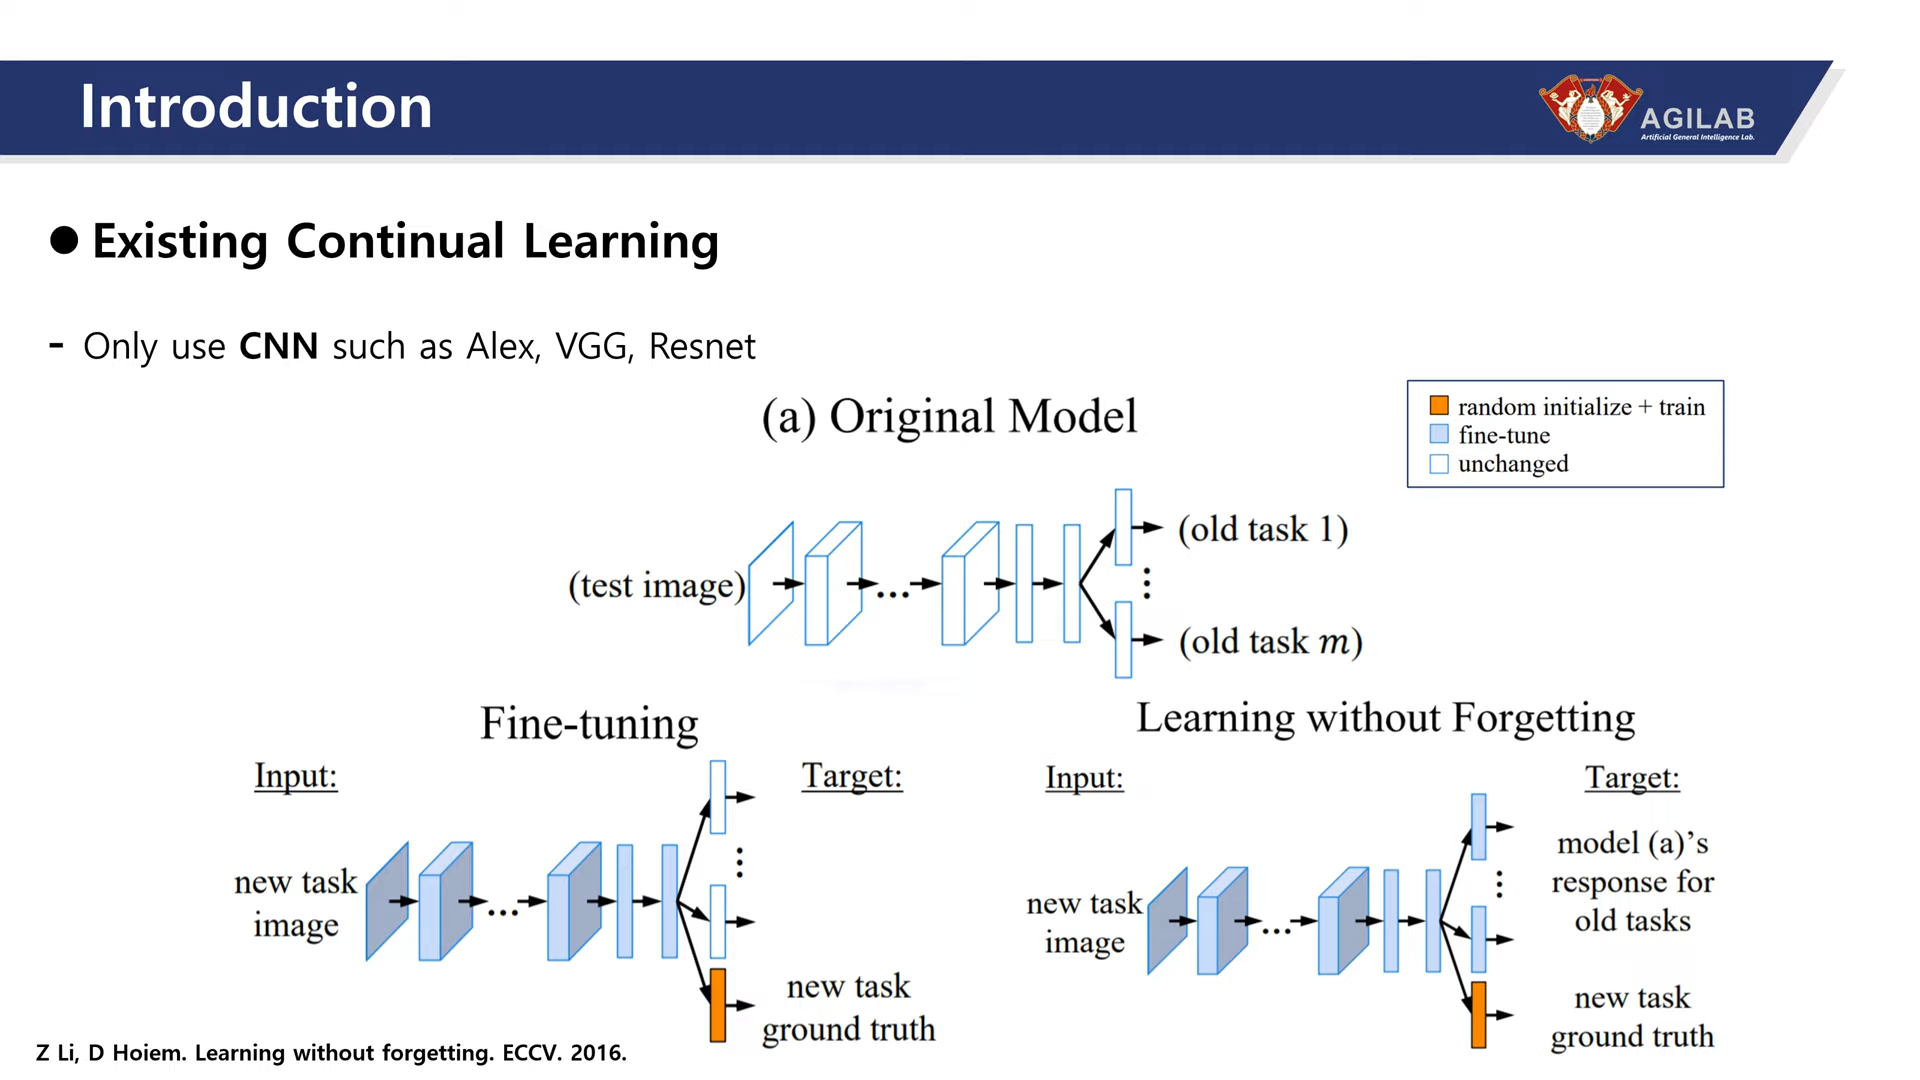 Introduction
AGILAB
Artificial General Intelligence Lab.
● Existing Continual Learning
- Only use CNN such as Alex, VGG, Resnet
(a) Original Model
random initialize + train
fine-tune
unchanged
(test image)
...
(old task 1)
⋮
(old task m)
Fine-tuning
Input:
Target:
new task
image
...
⋮
new task
ground truth
Learning without Forgetting
Input:
Target:
new task
image
...
⋮
model (a)'s
response for
old tasks
new task
ground truth
Z Li, D Hoiem. Learning without forgetting. ECCV. 2016.